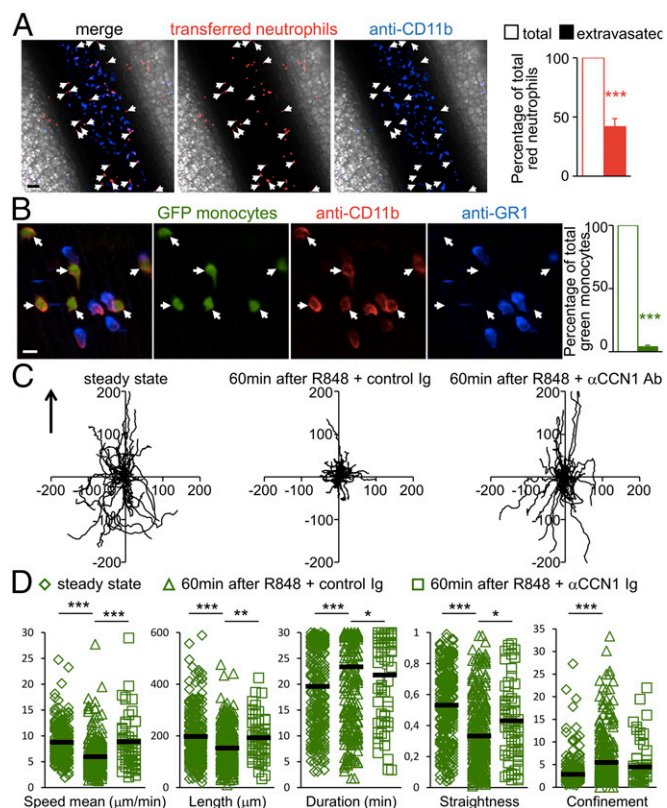 A
merge
transferred neutrophils
anti-CD11b
total
extravasated
Percentage of total
red neutrophils
100
50
0
***
B
GFP monocytes
anti-CD11b
anti-GR1
Percentage of total
green monocytes
100
50
0
***
C
steady state
60min after R848 + control Ig
60min after R848 + αCCN1 Ab
200
100
-200
-100
100
200
-100
-200
200
100
-200
-100
100
200
-100
-200
200
100
-200
-100
100
200
-100
-200
D
steady state
60min after R848 + control Ig
60min after R848 + αCCN1 Ig
*** ***
30
25
20
15
10
5
0
Speed mean (μm/min)
*** **
600
400
200
0
Length (μm)
*** *
30
25
20
15
10
5
0
Duration (min)
*** *
1
0,8
0,6
0,4
0,2
0
Straightness
***
35
30
25
20
15
10
5
0
Confinement